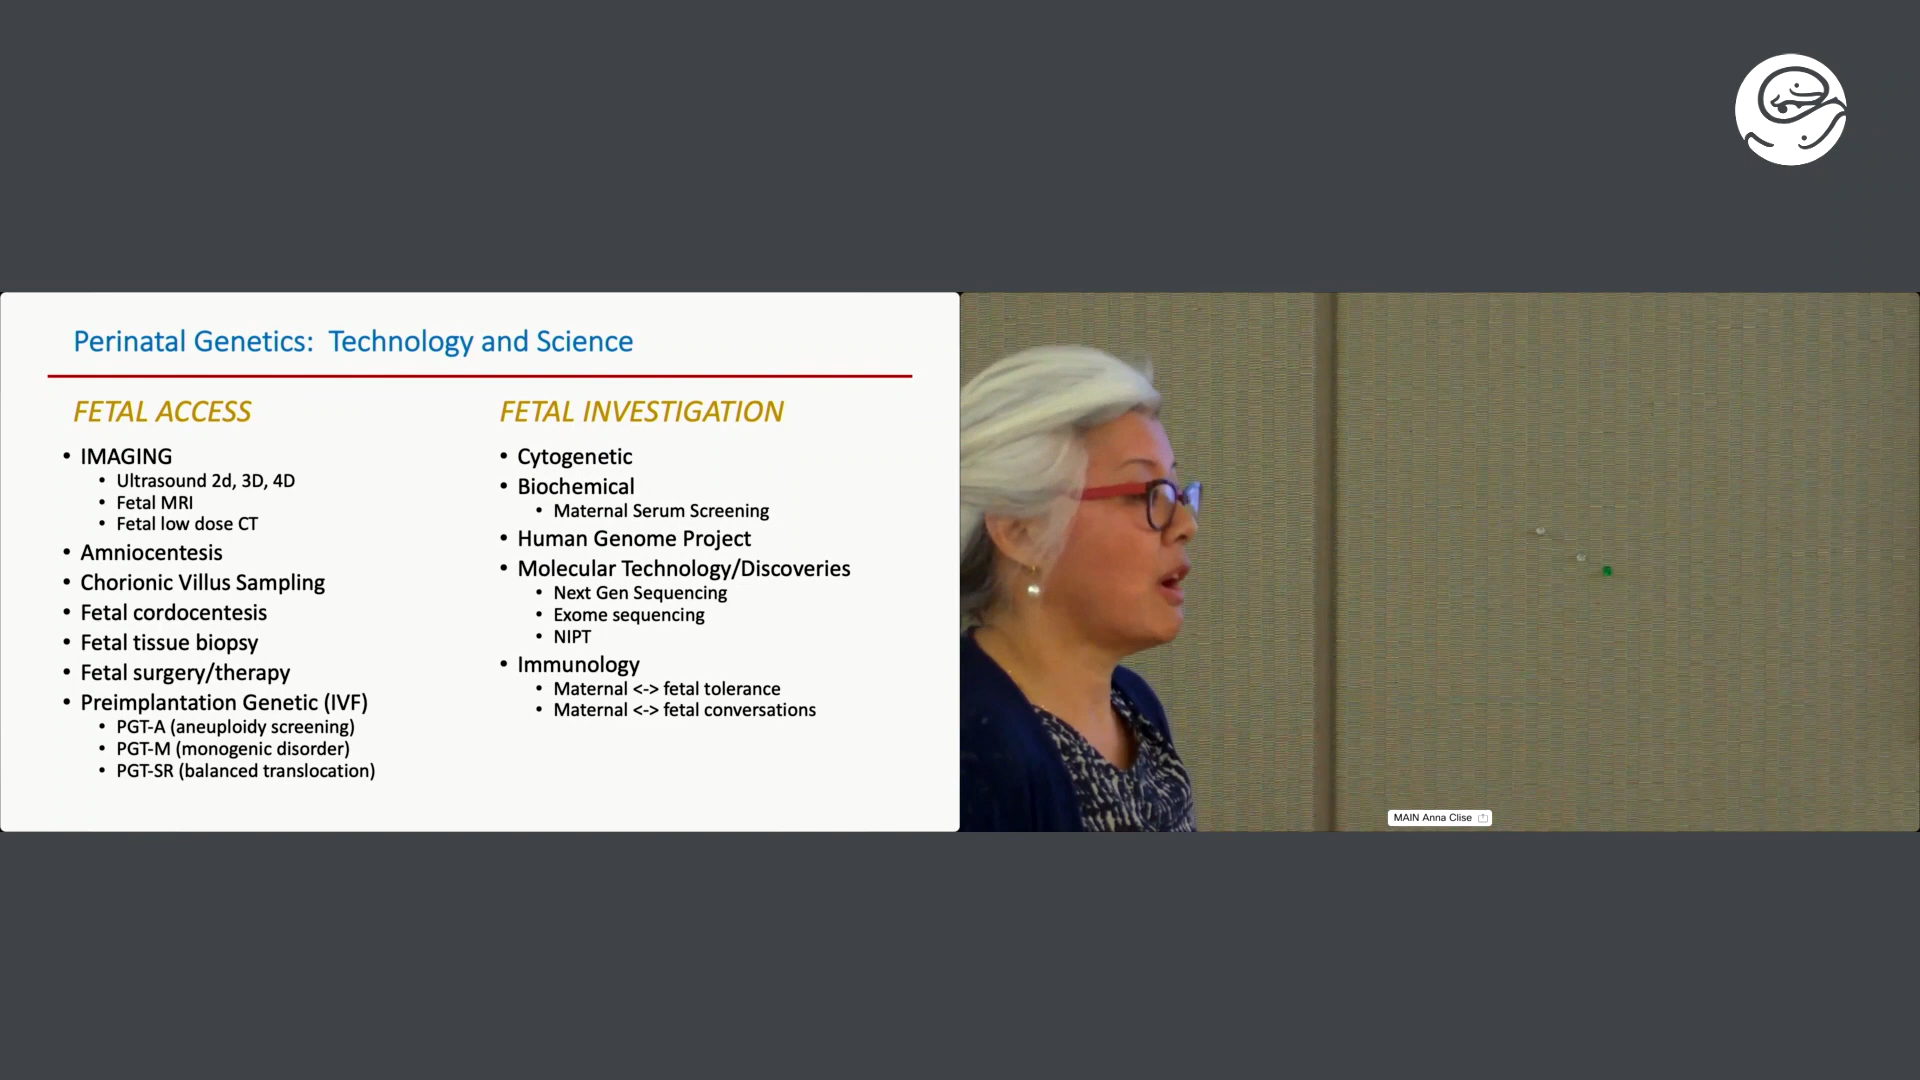 Perinatal Genetics: Technology and Science
FETAL ACCESS
IMAGING
Ultrasound 2d, 3D, 4D
Fetal MRI
Fetal low dose CT
Amniocentesis
Chorionic Villus Sampling
Fetal cordocentesis
Fetal tissue biopsy
Fetal surgery/therapy
Preimplantation Genetic (IVF)
PGT-A (aneuploidy screening)
PGT-M (monogenic disorder)
PGT-SR (balanced translocation)
FETAL INVESTIGATION
Cytogenetic
Biochemical
Maternal Serum Screening
Human Genome Project
Molecular Technology/Discoveries
Next Gen Sequencing
Exome sequencing
NIPT
Immunology
Maternal <-> fetal tolerance
Maternal <-> fetal conversations
MAIN Anna Clise